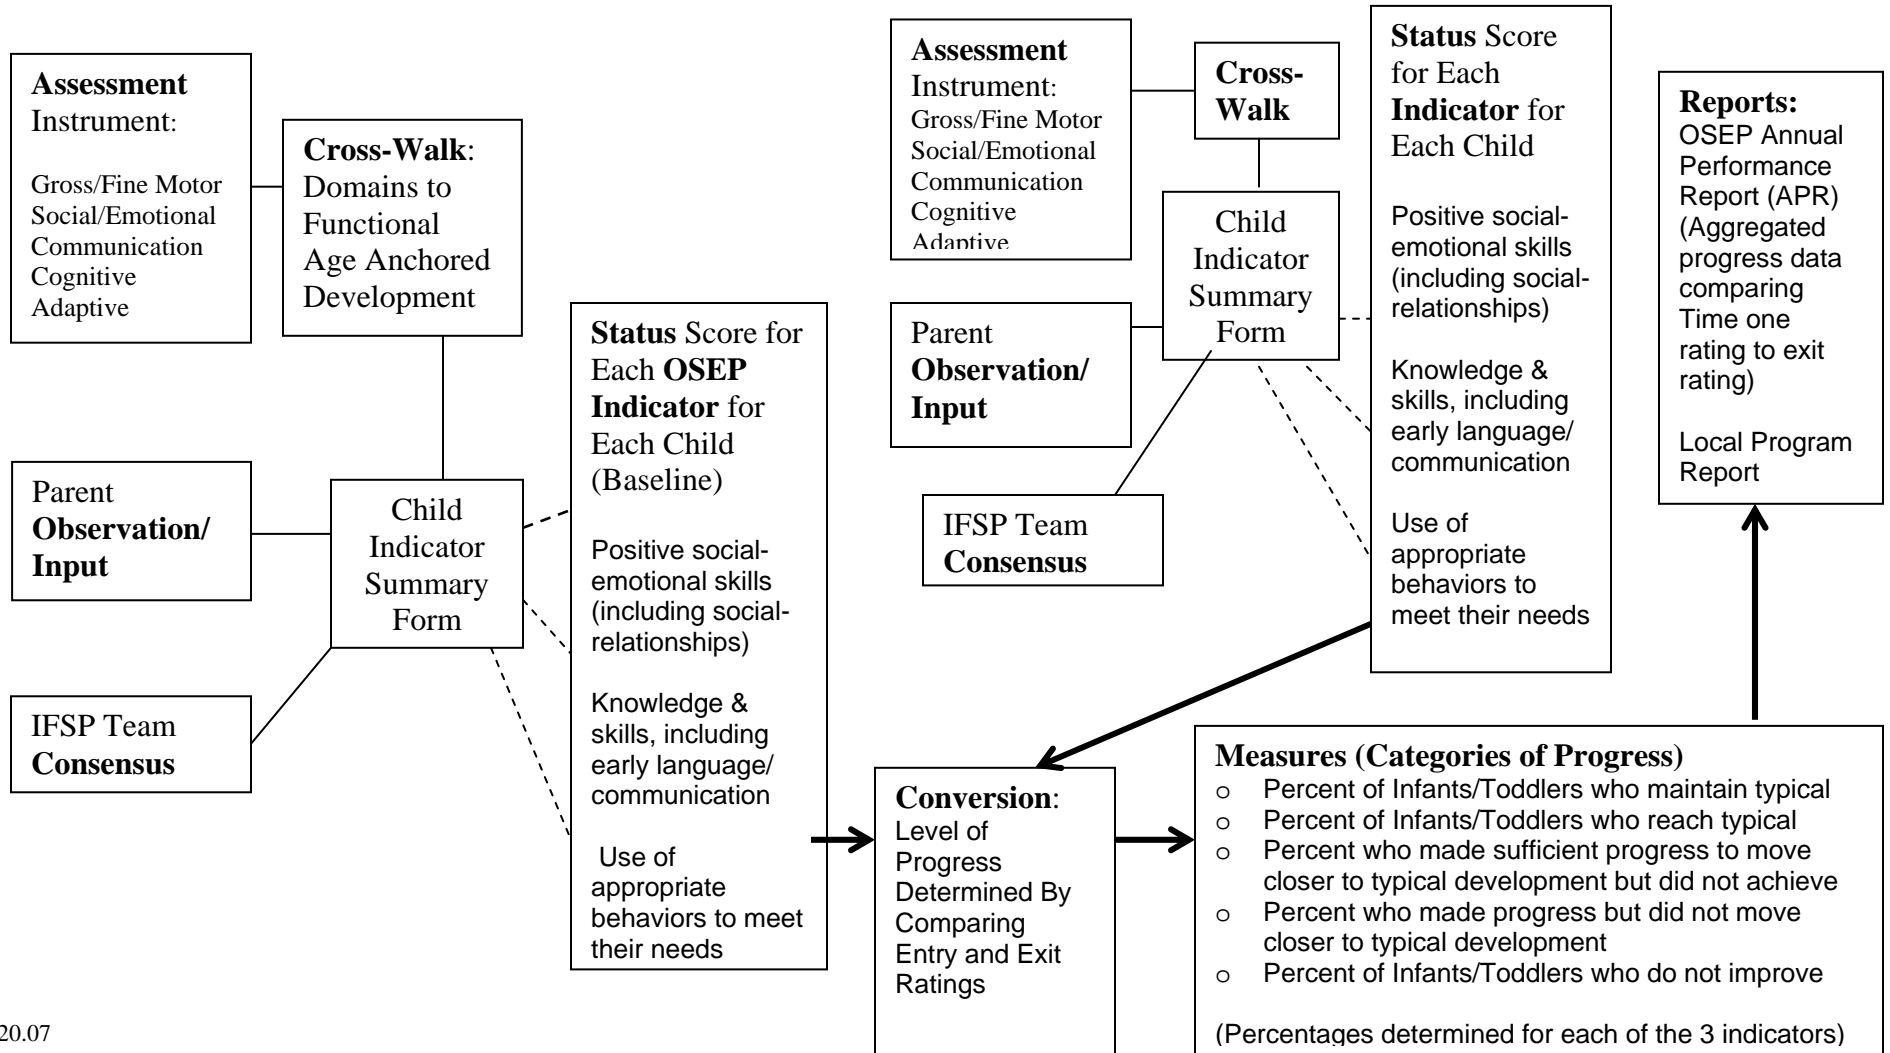 Assessment
Instrument:
Gross/Fine Motor
Social/Emotional
Communication
Cognitive
Adaptive
Cross-Walk:
Domains to
Functional
Age Anchored
Development
Parent
Observation/
Input
IFSP Team
Consensus
Child
Indicator
Summary
Form
Status Score for
Each OSEP
Indicator for
Each Child
(Baseline)
Positive social-
emotional skills
(including social-
relationships)
Knowledge &
skills, including
early language/
communication
Use of
appropriate
behaviors to meet
their needs
Assessment
Instrument:
Gross/Fine Motor
Social/Emotional
Communication
Cognitive
Adaptive
Cross-
Walk
Parent
Observation/
Input
IFSP Team
Consensus
Child
Indicator
Summary
Form
Status Score
for Each
Indicator for
Each Child
Positive social-
emotional skills
(including social-
relationships)
Knowledge &
skills, including
early language/
communication
Use of
appropriate
behaviors to
meet their needs
Conversion:
Level of
Progress
Determined By
Comparing
Entry and Exit
Ratings
Measures (Categories of Progress)
o Percent of Infants/Toddlers who maintain typical
o Percent of Infants/Toddlers who reach typical
o Percent who made sufficient progress to move
closer to typical development but did not achieve
o Percent who made progress but did not move
closer to typical development
o Percent of Infants/Toddlers who do not improve
(Percentages determined for each of the 3 indicators)
Reports:
OSEP Annual
Performance
Report (APR)
(Aggregated
progress data
comparing
Time one
rating to exit
rating)
Local Program
Report
20.07